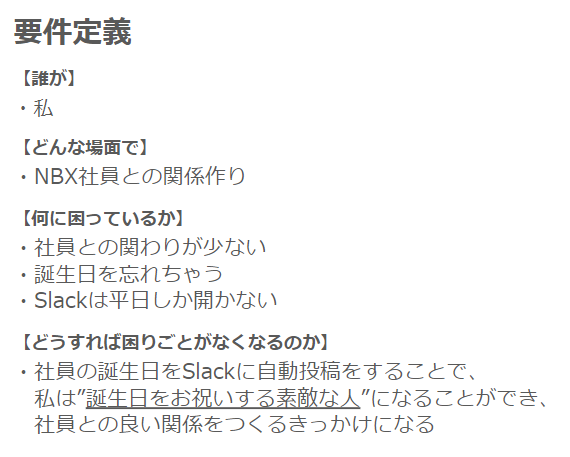 要件定義
【誰が】
・私
【どんな場面で】
・NBX社員との関係作り
【何に困っているか】
・社員との関わりが少ない
・誕生日を忘れちゃう
・Slackは平日しか開かない
【どうすれば困りごとがなくなるのか】
・社員の誕生日をSlackに自動投稿をすることで、
私は”誕生日をお祝いする素敵な人”になることができ、
社員との良い関係をつくるきっかけになる